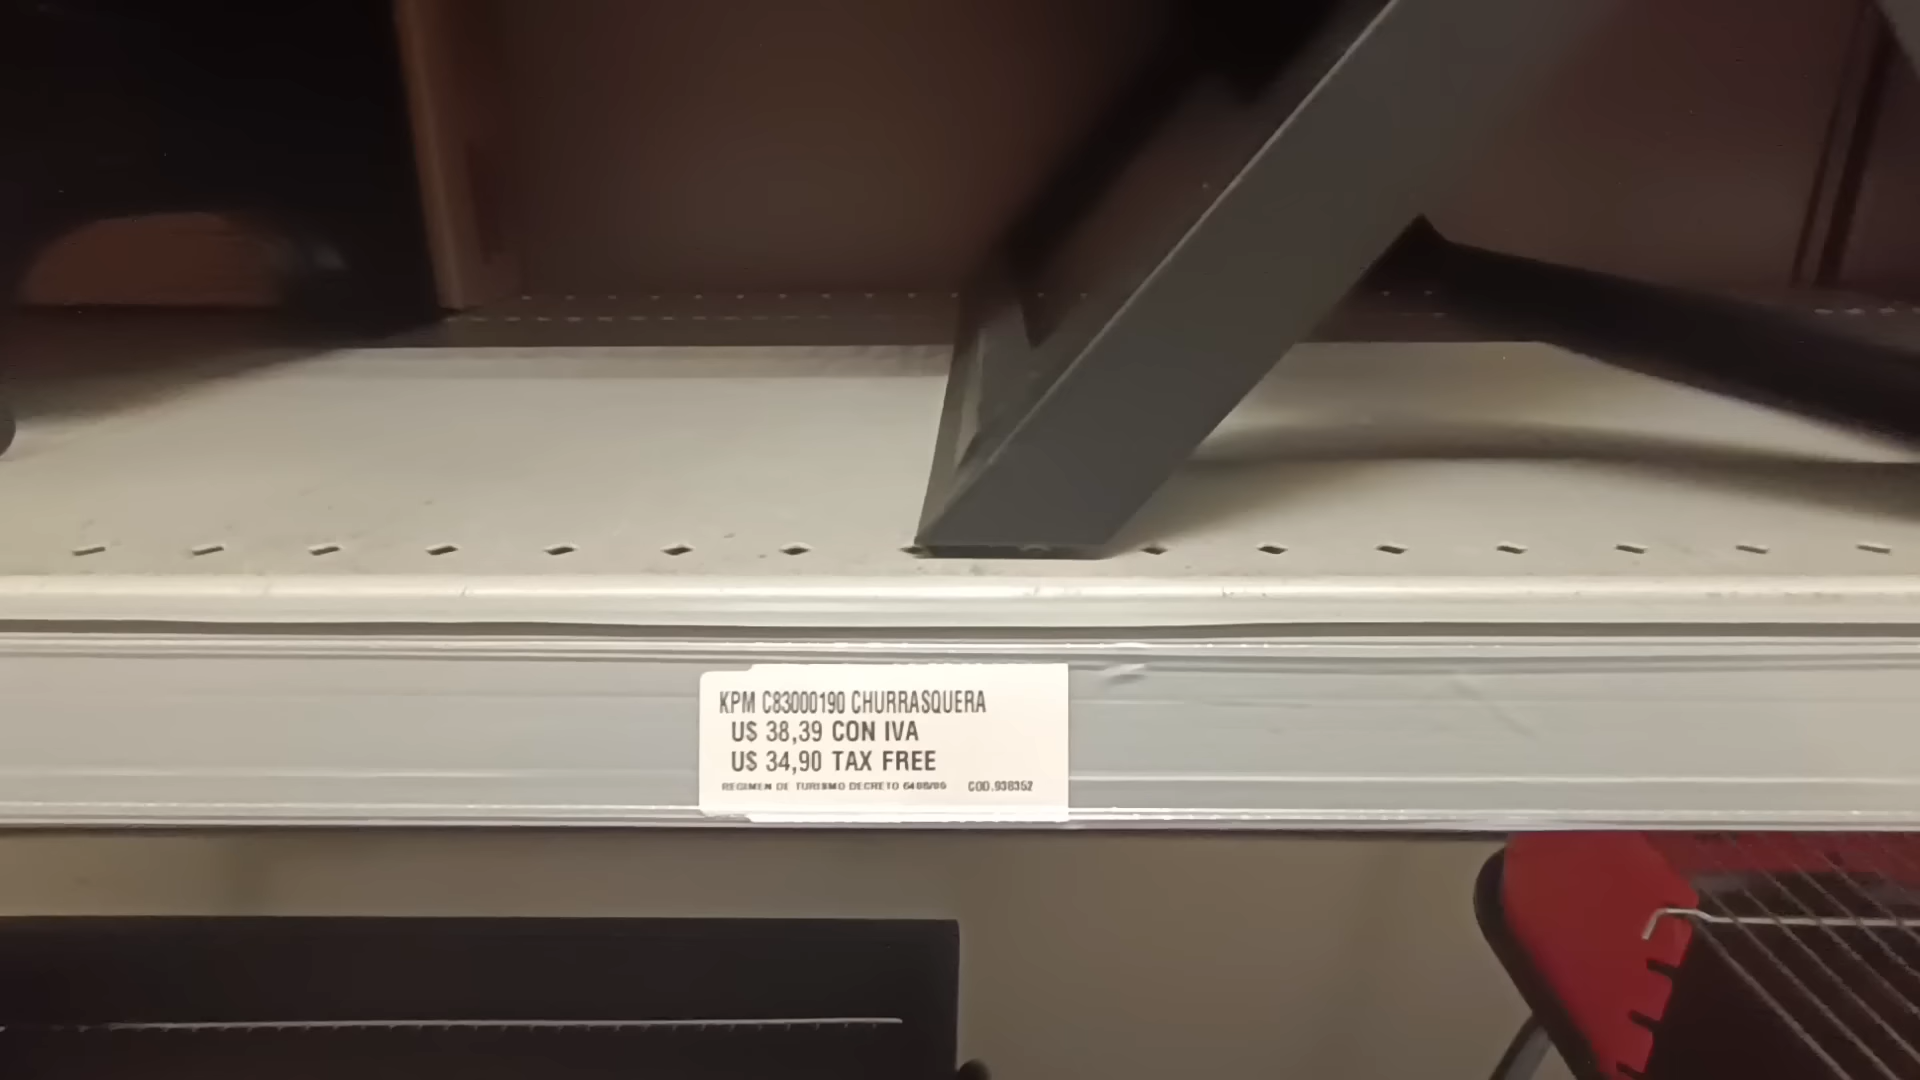 KPM C83000190 CHURRASQUERA
U$ 38,39 CON IVA
U$ 34,90 TAX FREE
REGIMEN DE TURISMO DECRETO COD.938352